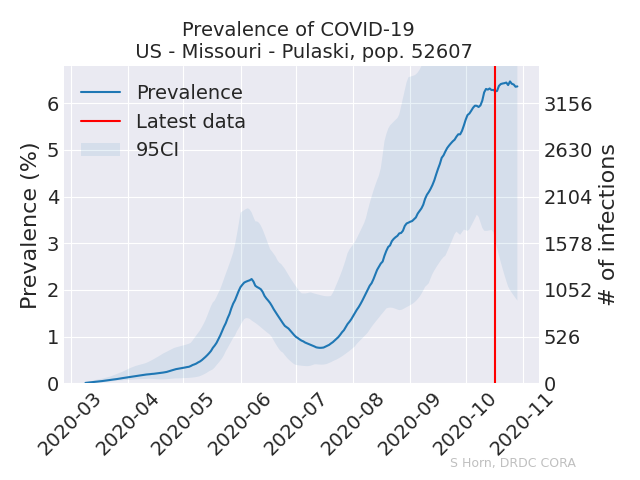 Prevalence of COVID-19
US - Missouri - Pulaski, pop. 52607
Prevalence
Latest data
95CI
Prevalence (%)
6
5
4
3
2
1
0
3156
2630
2104
1578
1052
526
0
# of infections
2020-03
2020-04
2020-05
2020-06
2020-07
2020-08
2020-09
2020-10
2020-11
S Horn, DRDC CORA